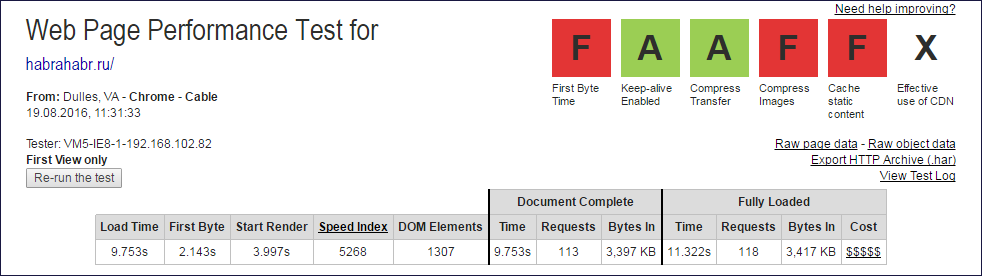 Need help improving?
Web Page Performance Test for
habrahabr.ru/
From: Dulles, VA - Chrome - Cable
19.08.2016, 11:31:33
F A A F F X
First Byte Time
Keep-alive Enabled
Compress Transfer
Compress Images
Cache static content
Effective use of CDN
Tester: VM5-IE8-1-192.168.102.82
First View only
Re-run the test
Raw page data - Raw object data
Export HTTP Archive (.har)
View Test Log
Document Complete Fully Loaded
Load Time First Byte Start Render Speed Index DOM Elements Time Requests Bytes In Time Requests Bytes In Cost
9.753s 2.143s 3.997s 5268 1307 9.753s 113 3,397 KB 11.322s 118 3,417 KB $$$$$